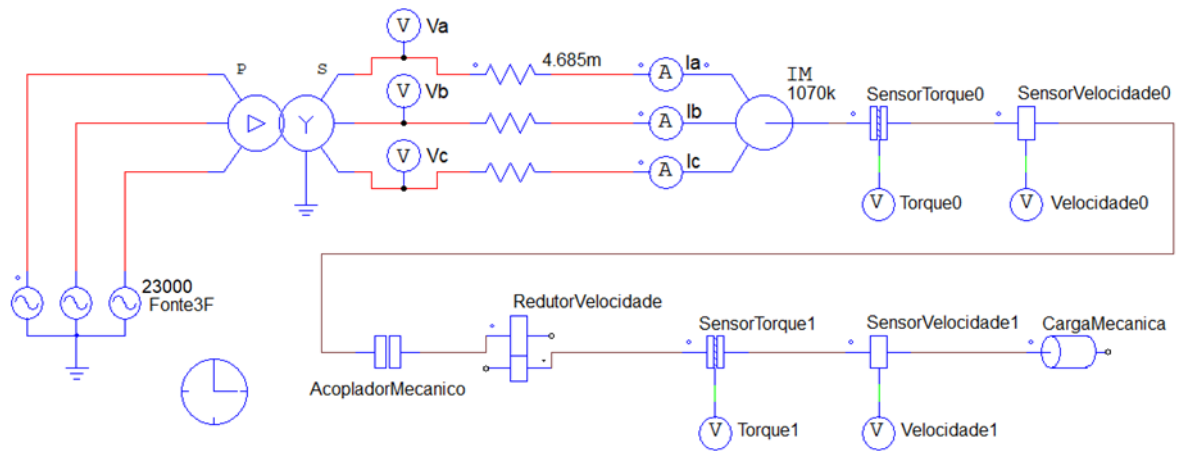 Va
P
S
4.685m
Ia
A
V
IM
1070k
Vb
V
Ib
A
SensorTorque0
SensorVelocidade0
Vc
V
Ic
A
V
Torque0
V
Velocidade0
23000
Fonte3F
RedutorVelocidade
SensorTorque1
SensorVelocidade1
CargaMecanica
AcopladorMecanico
V
Torque1
V
Velocidade1
Y